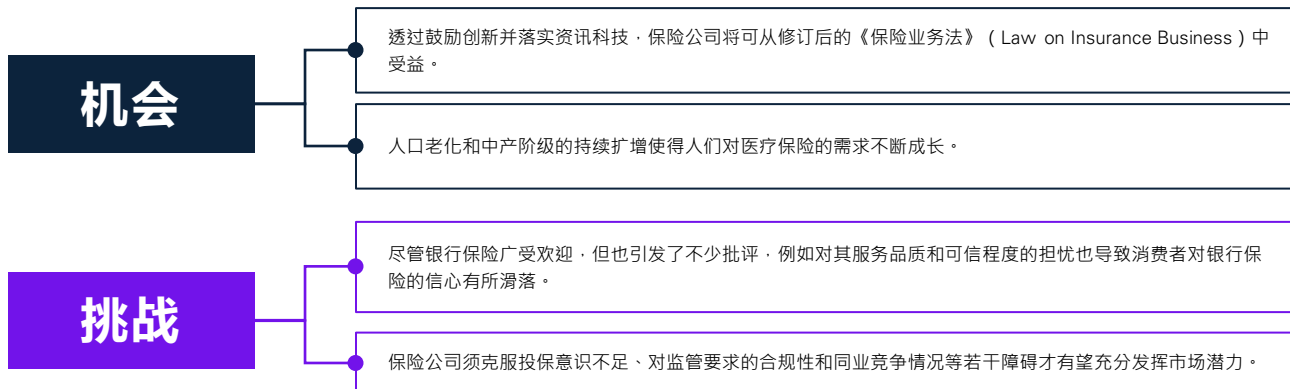 机会
透过鼓励创新并落实资讯科技，保险公司将可从修订后的《保险业务法》（Law on Insurance Business）中
受益。
人口老化和中产阶级的持续扩增使得人们对医疗保险的需求不断成长。
挑战
尽管银行保险广受欢迎，但也引发了不少批评，例如对其服务品质和可信程度的担忧也导致消费者对银行保
险的信心有所滑落。
保险公司须克服投保意识不足、对监管要求的合规性和同业竞争情况等若干障碍才有望充分发挥市场潜力。